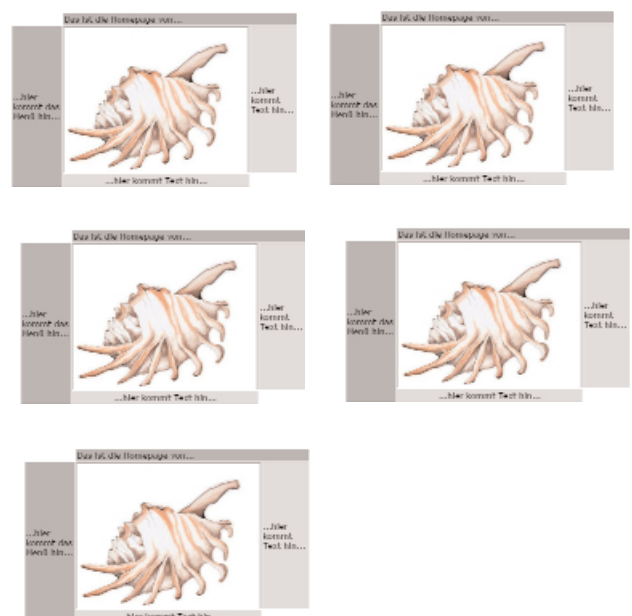 Das ist die Homepage von...
...hier
kommt das
Menü hin...
...hier
kommt
Text hin...
...hier kommt Text hin...
Das ist die Homepage von...
...hier
kommt das
Menü hin...
...hier
kommt
Text hin...
...hier kommt Text hin...
Das ist die Homepage von...
...hier
kommt das
Menü hin...
...hier
kommt
Text hin...
...hier kommt Text hin...
Das ist die Homepage von...
...hier
kommt das
Menü hin...
...hier
kommt
Text hin...
...hier kommt Text hin...
Das ist die Homepage von...
...hier
kommt das
Menü hin...
...hier
kommt
Text hin...
...hier kommt Text hin...